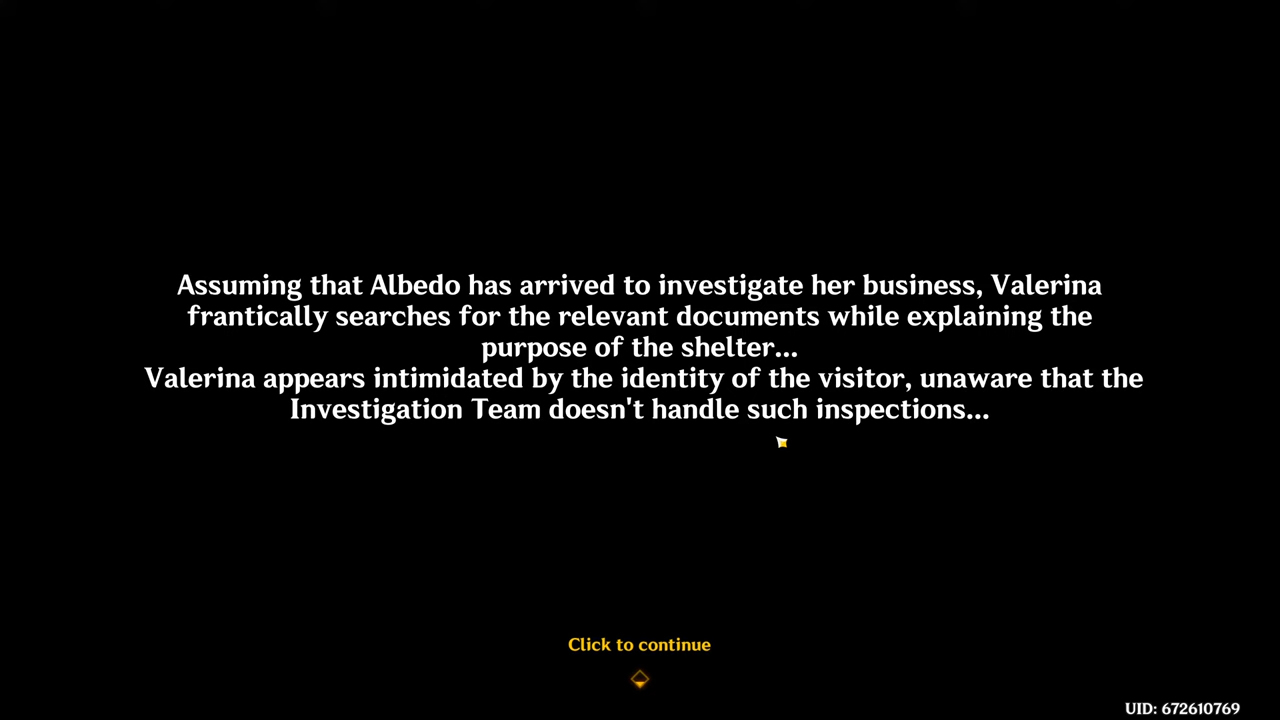 Assuming that Albedo has arrived to investigate her business, Valerina
frantically searches for the relevant documents while explaining the
purpose of the shelter...
Valerina appears intimidated by the identity of the visitor, unaware that the
Investigation Team doesn't handle such inspections...
Click to continue
UID: 672610769